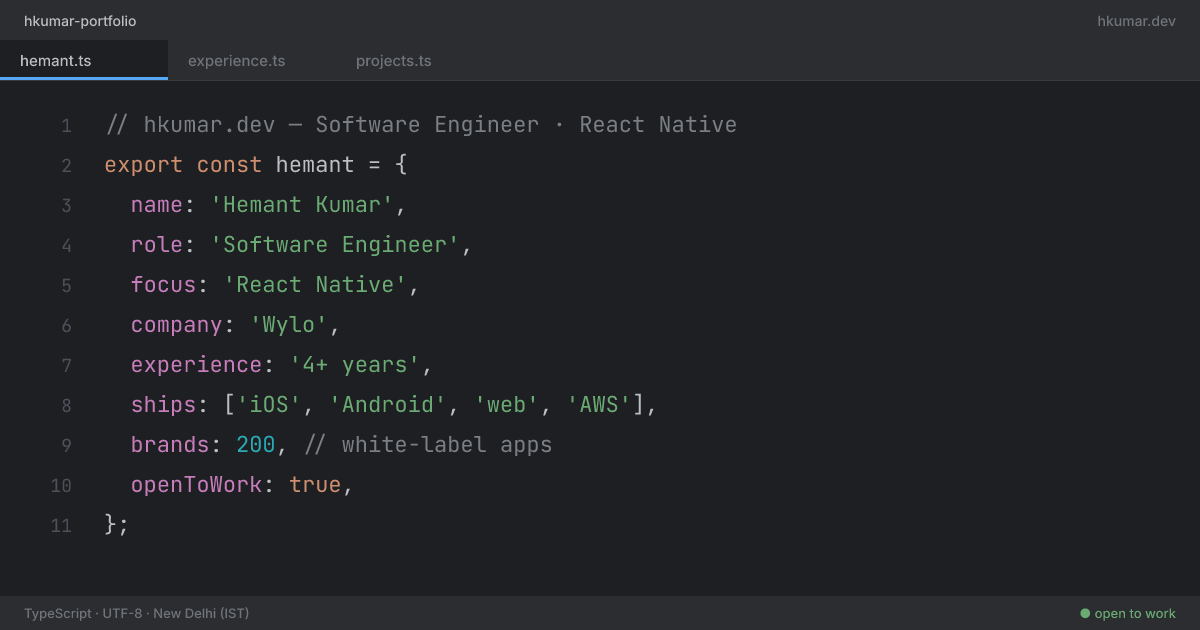 hkumar-portfolio hkumar.dev
hemant.ts experience.ts projects.ts
1 // hkumar.dev — Software Engineer · React Native
2 export const hemant = {
3 name: 'Hemant Kumar',
4 role: 'Software Engineer',
5 focus: 'React Native',
6 company: 'Wylo',
7 experience: '4+ years',
8 ships: ['iOS', 'Android', 'web', 'AWS'],
9 brands: 200, // white-label apps
10 openToWork: true,
11 };
TypeScript · UTF-8 · New Delhi (IST) open to work